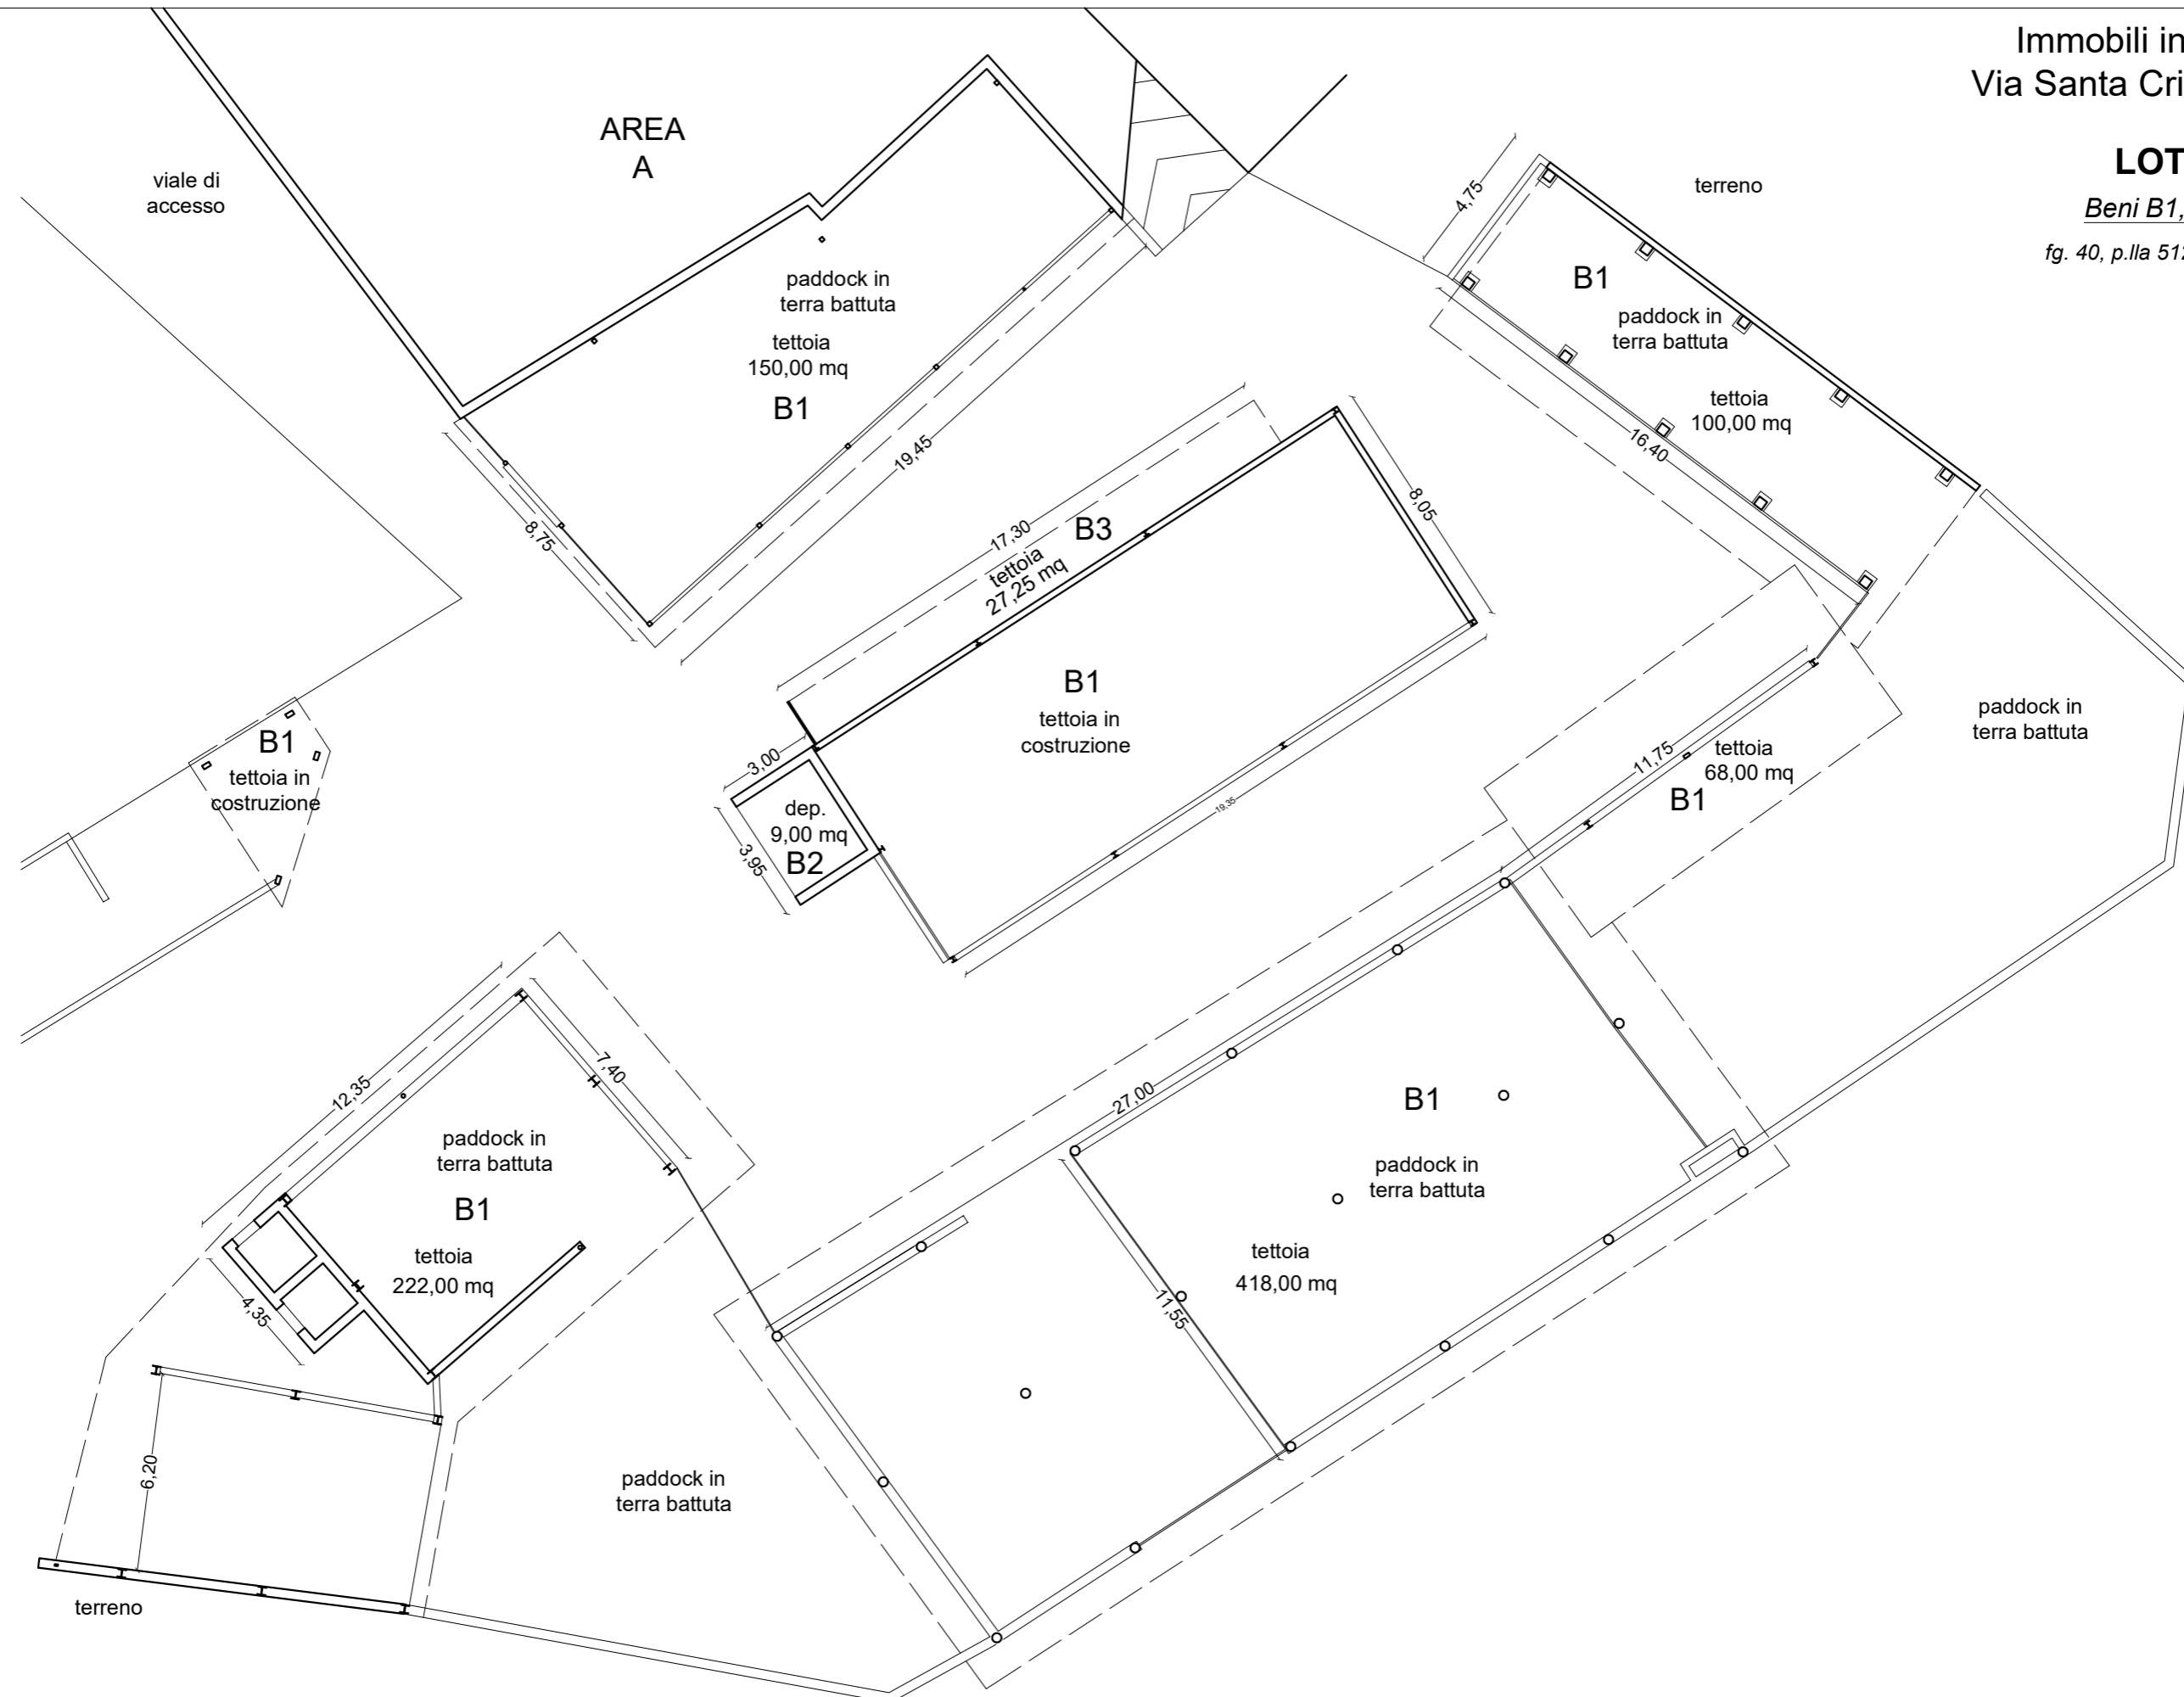 Immobili in
Via Santa Cri
LOT
Beni B1,
fg. 40, p.lla 512
AREA
A
viale di
accesso
paddock in
terra battuta
tettoia
150,00 mq
B1
19,45
8,75
terreno
4,75
B1
paddock in
terra battuta
tettoia
100,00 mq
16,40
17,30
B3
tettoia
27,25 mq
8,05
B1
tettoia in
costruzione
19,35
3,00
dep.
9,00 mq
B2
3,95
B1
tettoia in
costruzione
11,75
tettoia
68,00 mq
B1
paddock in
terra battuta
12,35
7,40
paddock in
terra battuta
B1
tettoia
222,00 mq
4,35
6,20
terreno
paddock in
terra battuta
27,00
B1
paddock in
terra battuta
tettoia
418,00 mq
11,55